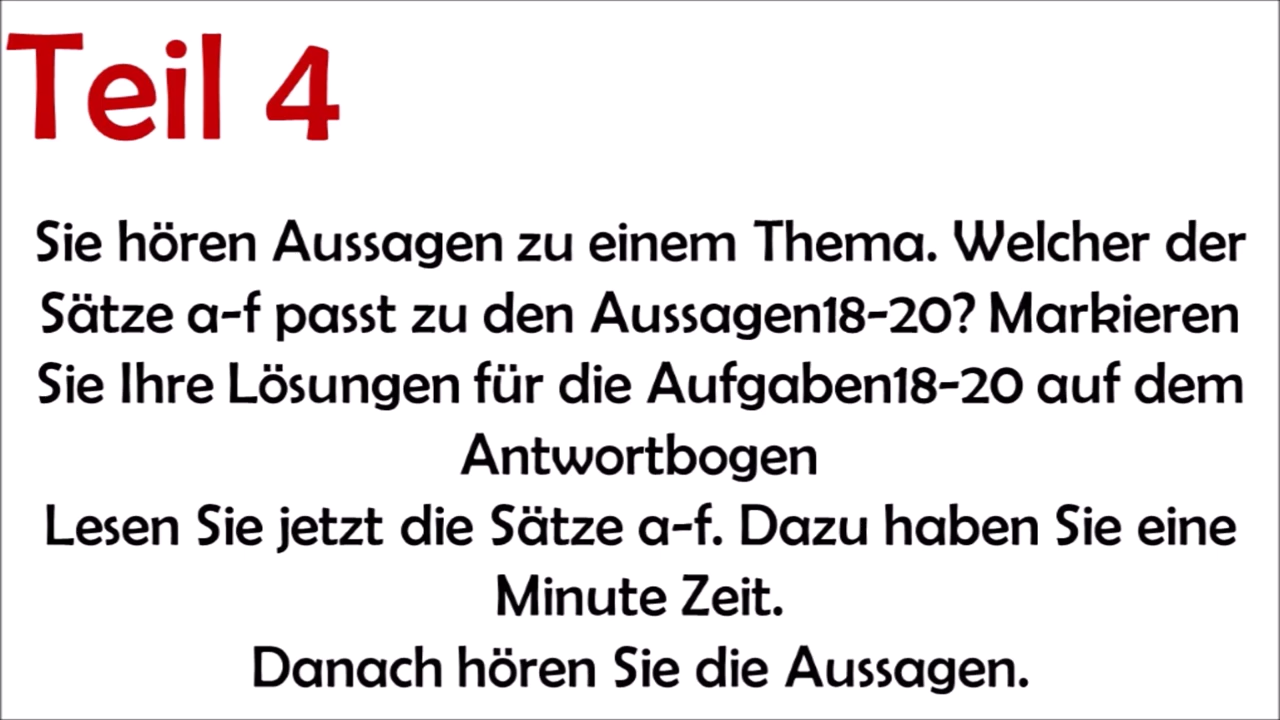 Teil 4
Sie hören Aussagen zu einem Thema. Welcher der
Sätze a-f passt zu den Aussagen18-20? Markieren
Sie Ihre Lösungen für die Aufgaben18-20 auf dem
Antwortbogen
Lesen Sie jetzt die Sätze a-f. Dazu haben Sie eine
Minute Zeit.
Danach hören Sie die Aussagen.